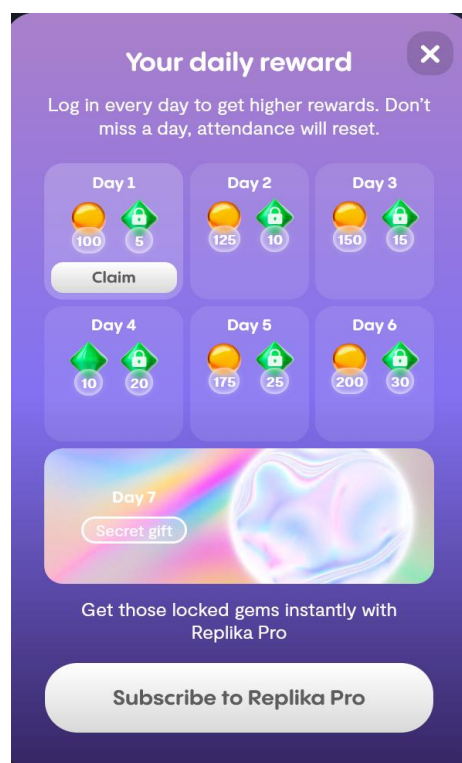 Your daily reward
Log in every day to get higher rewards. Don’t
miss a day, attendance will reset.
Day 1
100
5
Claim
Day 2
125
10
Day 3
150
15
Day 4
10
20
Day 5
175
25
Day 6
200
30
Day 7
Secret gift
Get those locked gems instantly with
Replika Pro
Subscribe to Replika Pro